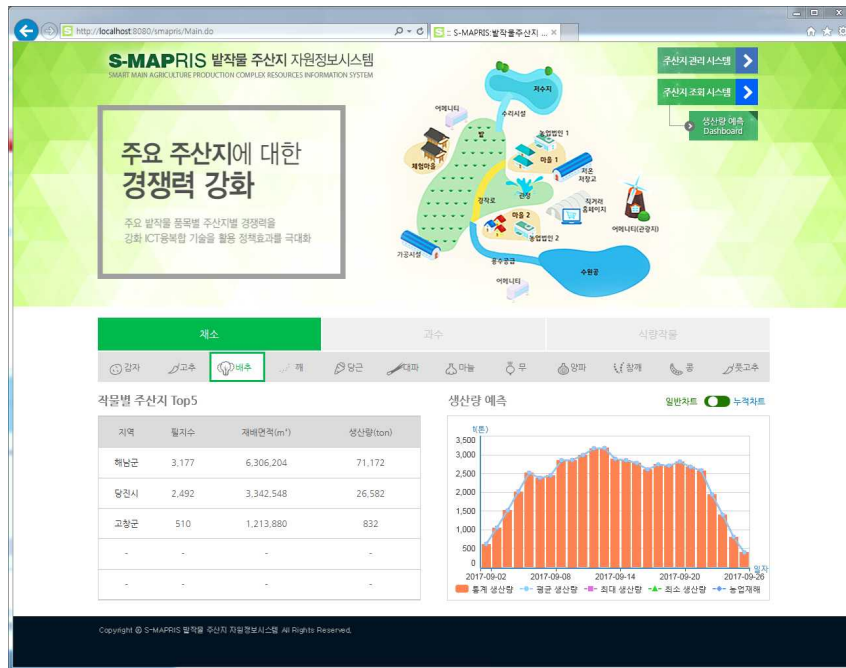 http://localhost:8080/smapris/Main.do
:: S-MAPRIS:밭작물주산지 ...
S-MAPRIS 밭작물 주산지 자원정보시스템
SMART MAIN AGRICULTURE PRODUCTION COMPLEX RESOURCES INFORMATION SYSTEM
주산지 관리 시스템
주산지 조회 시스템
생산량 예측
Dashboard
주요 주산지에 대한
경쟁력 강화
주요 밭작물 품목별 주산지별 경쟁력을
강화 ICT융복합 기술을 활용 정책효과를 극대화
저수지
어메니티
수리시설
밭
농업법인 1
체험마을
마을 1
저온
저장고
경작로
관정
직거래
홈페이지
마을 2
어메니티(관광지)
농업법인 2
가공시설
용수공급
수원공
어메니티
채소
과수
식량작물
감자 고추 배추 깨 당근 대파 마늘 무 양파 참깨 콩 풋고추
작물별 주산지 Top5
생산량 예측
일반차트 누적차트
지역 필지수 재배면적(m²) 생산량(ton)
해남군 3,177 6,306,204 71,172
당진시 2,492 3,342,548 26,582
고창군 510 1,213,880 832
- - - -
- - - -
t(톤)
3,500
3,000
2,500
2,000
1,500
1,000
500
0
일자
2017-09-02 2017-09-08 2017-09-14 2017-09-20 2017-09-26
통계 생산량 평균 생산량 최대 생산량 최소 생산량 농업재해
Copyright © S-MAPRIS 밭작물 주산지 자원정보시스템 All Rights Reserved.